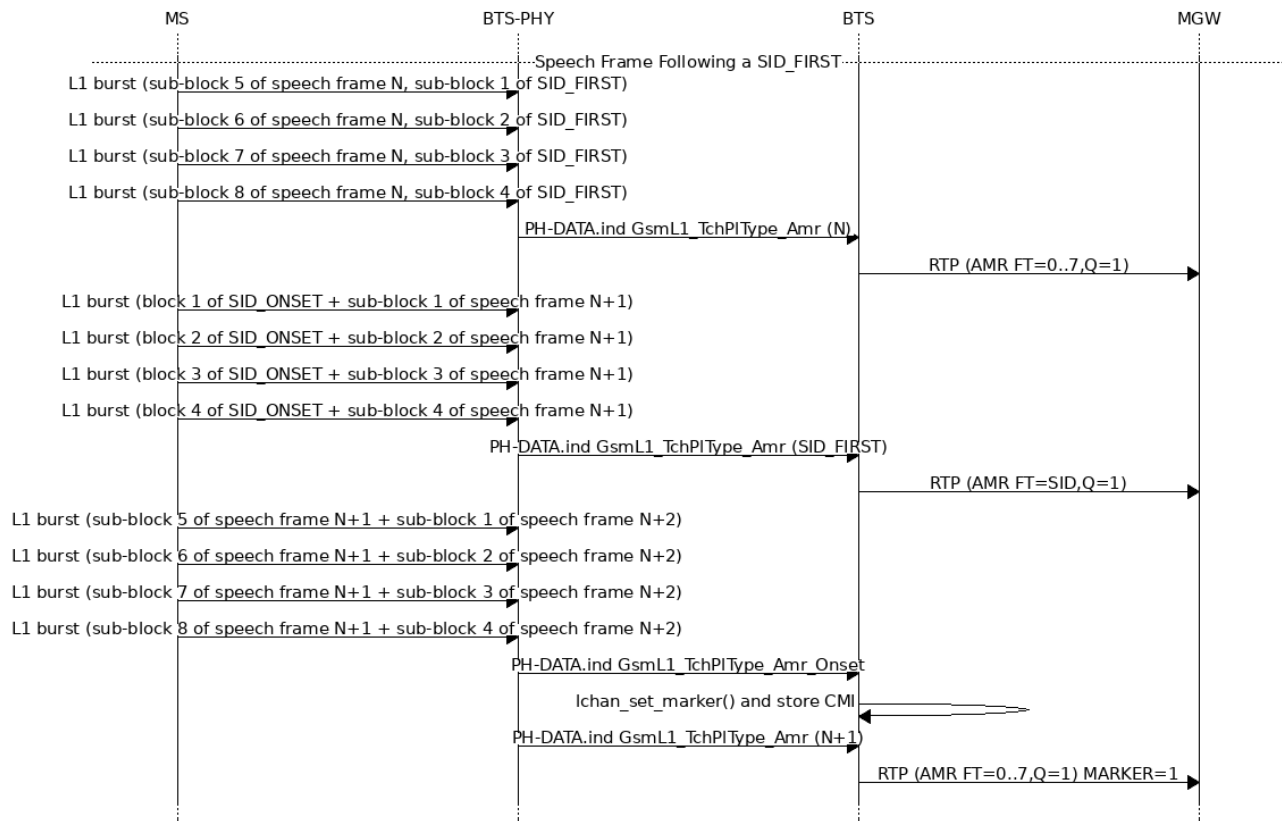 MS BTS-PHY BTS MGW
Speech Frame Following a SID_FIRST
L1 burst (sub-block 5 of speech frame N, sub-block 1 of SID_FIRST)
L1 burst (sub-block 6 of speech frame N, sub-block 2 of SID_FIRST)
L1 burst (sub-block 7 of speech frame N, sub-block 3 of SID_FIRST)
L1 burst (sub-block 8 of speech frame N, sub-block 4 of SID_FIRST)
PH-DATA.ind GsmL1_TchPlType_Amr (N)
RTP (AMR FT=0..7,Q=1)
L1 burst (block 1 of SID_ONSET + sub-block 1 of speech frame N+1)
L1 burst (block 2 of SID_ONSET + sub-block 2 of speech frame N+1)
L1 burst (block 3 of SID_ONSET + sub-block 3 of speech frame N+1)
L1 burst (block 4 of SID_ONSET + sub-block 4 of speech frame N+1)
PH-DATA.ind GsmL1_TchPlType_Amr (SID_FIRST)
RTP (AMR FT=SID,Q=1)
L1 burst (sub-block 5 of speech frame N+1 + sub-block 1 of speech frame N+2)
L1 burst (sub-block 6 of speech frame N+1 + sub-block 2 of speech frame N+2)
L1 burst (sub-block 7 of speech frame N+1 + sub-block 3 of speech frame N+2)
L1 burst (sub-block 8 of speech frame N+1 + sub-block 4 of speech frame N+2)
PH-DATA.ind GsmL1_TchPlType_Amr_Onset
lchan_set_marker() and store CMI
PH-DATA.ind GsmL1_TchPlType_Amr (N+1)
RTP (AMR FT=0..7,Q=1) MARKER=1